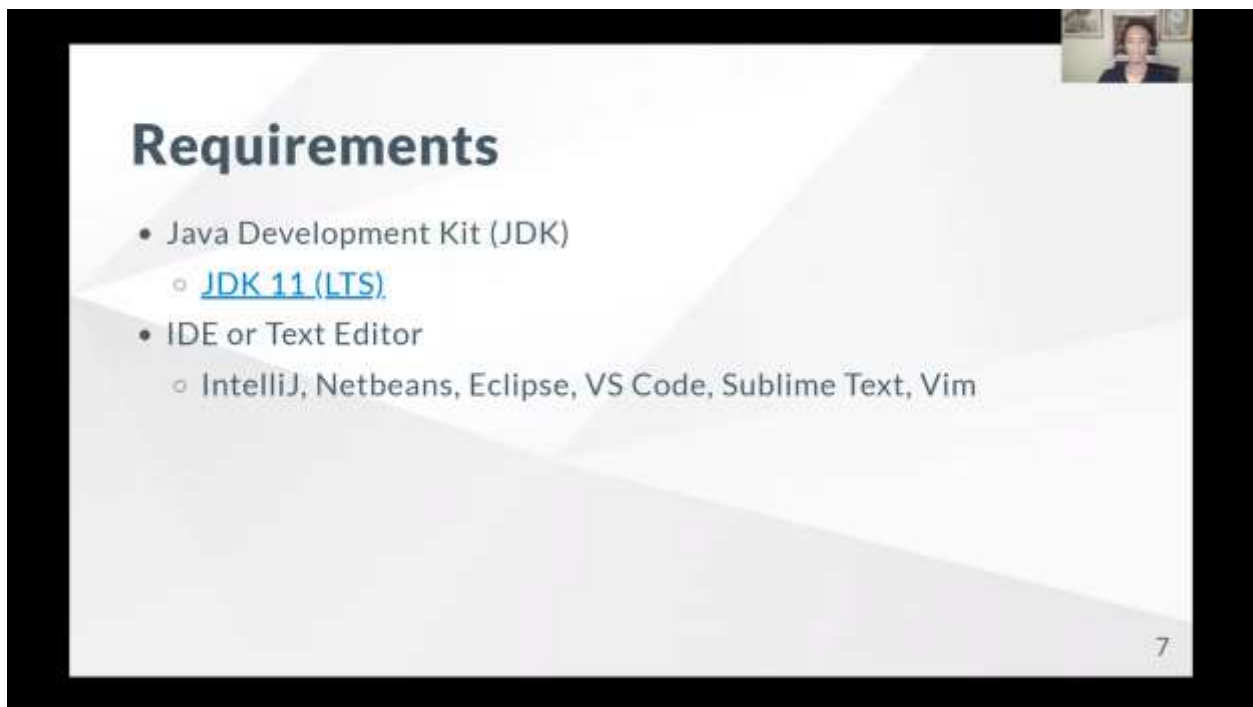 Requirements
• Java Development Kit (JDK)
○ JDK 11 (LTS)
• IDE or Text Editor
○ IntelliJ, Netbeans, Eclipse, VS Code, Sublime Text, Vim
7